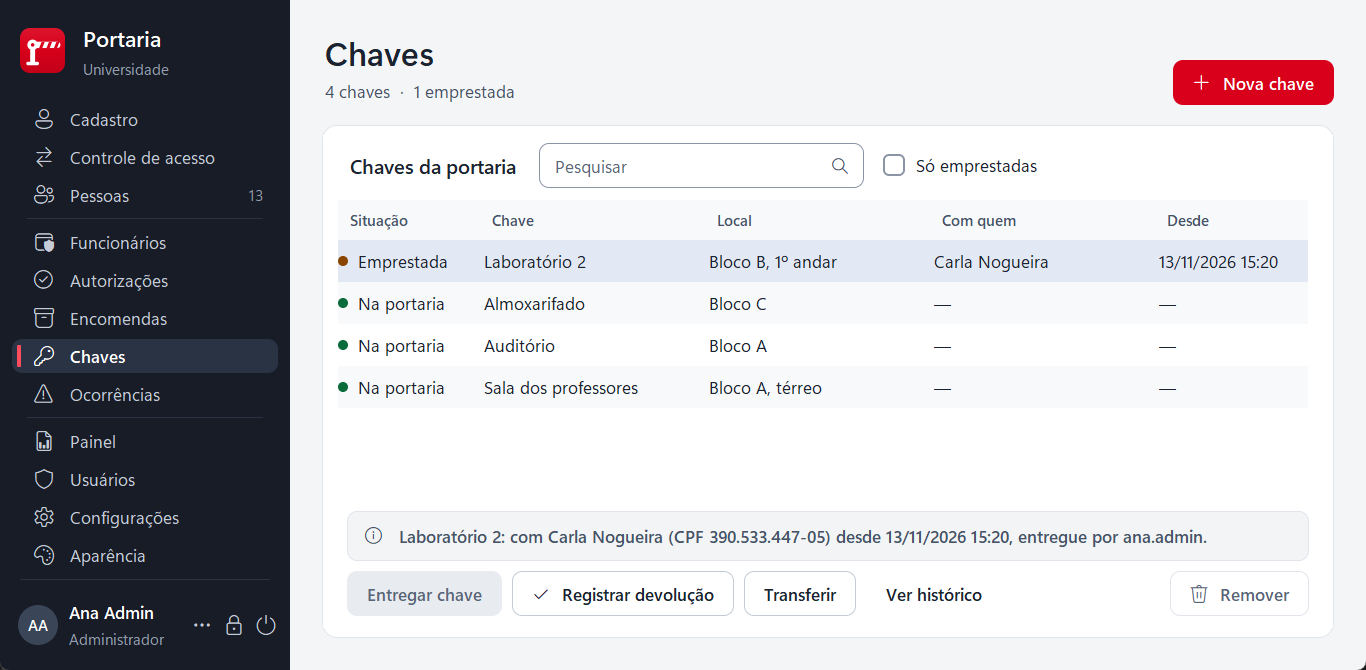 Portaria
Universidade
Cadastro
Controle de acesso
Pessoas 13
Funcionários
Autorizações
Encomendas
Chaves
Ocorrências
Painel
Usuários
Configurações
Aparência
AA Ana Admin
Administrador
Chaves
4 chaves · 1 emprestada
Nova chave
Chaves da portaria Pesquisar Só emprestadas
Situação Chave Local Com quem Desde
Emprestada Laboratório 2 Bloco B, 1º andar Carla Nogueira 13/11/2026 15:20
Na portaria Almoxarifado Bloco C — —
Na portaria Auditório Bloco A — —
Na portaria Sala dos professores Bloco A, térreo — —
Laboratório 2: com Carla Nogueira (CPF 390.533.447-05) desde 13/11/2026 15:20, entregue por ana.admin.
Entregar chave Registrar devolução Transferir Ver histórico Remover